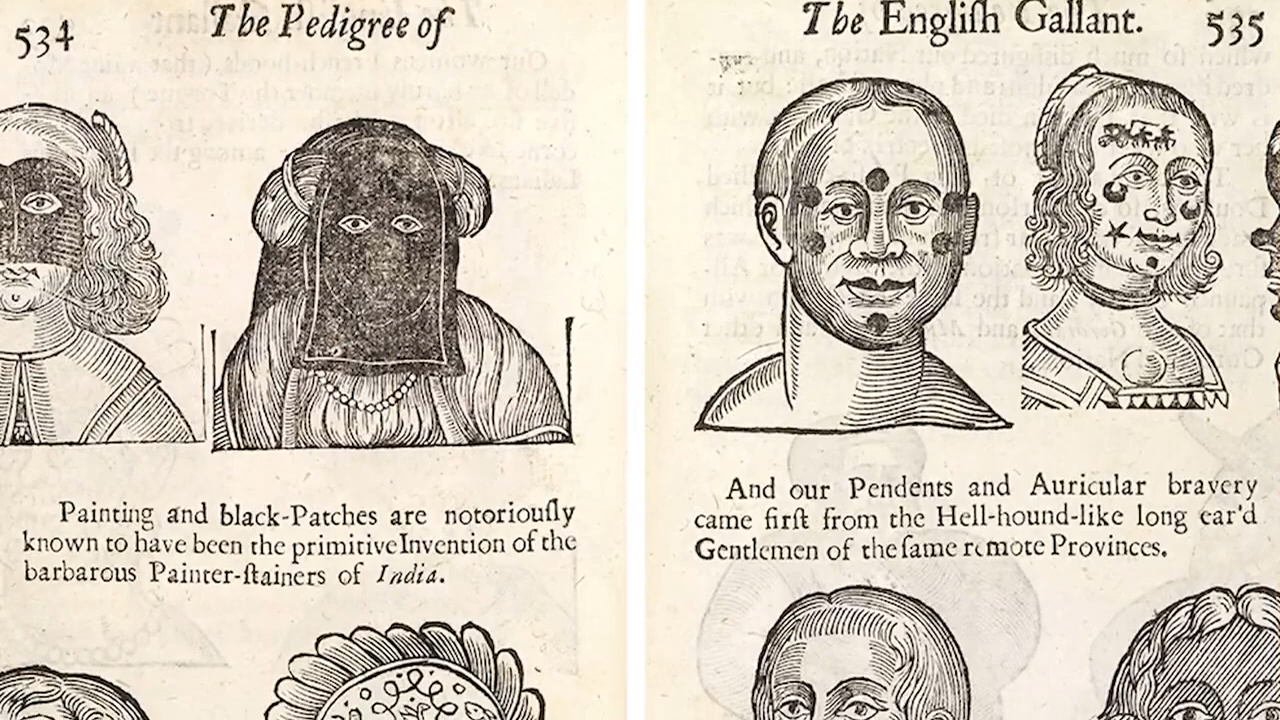 534
The Pedigree of
Painting and black-Patches are notoriouſly
known to have been the primitive Invention of the
barbarous Painter-ſtainers of India.
The Engliſh Gallant.
535
And our Pendents and Auricular bravery
came firſt from the Hell-hound-like long ear'd
Gentlemen of the ſame remote Provinces.